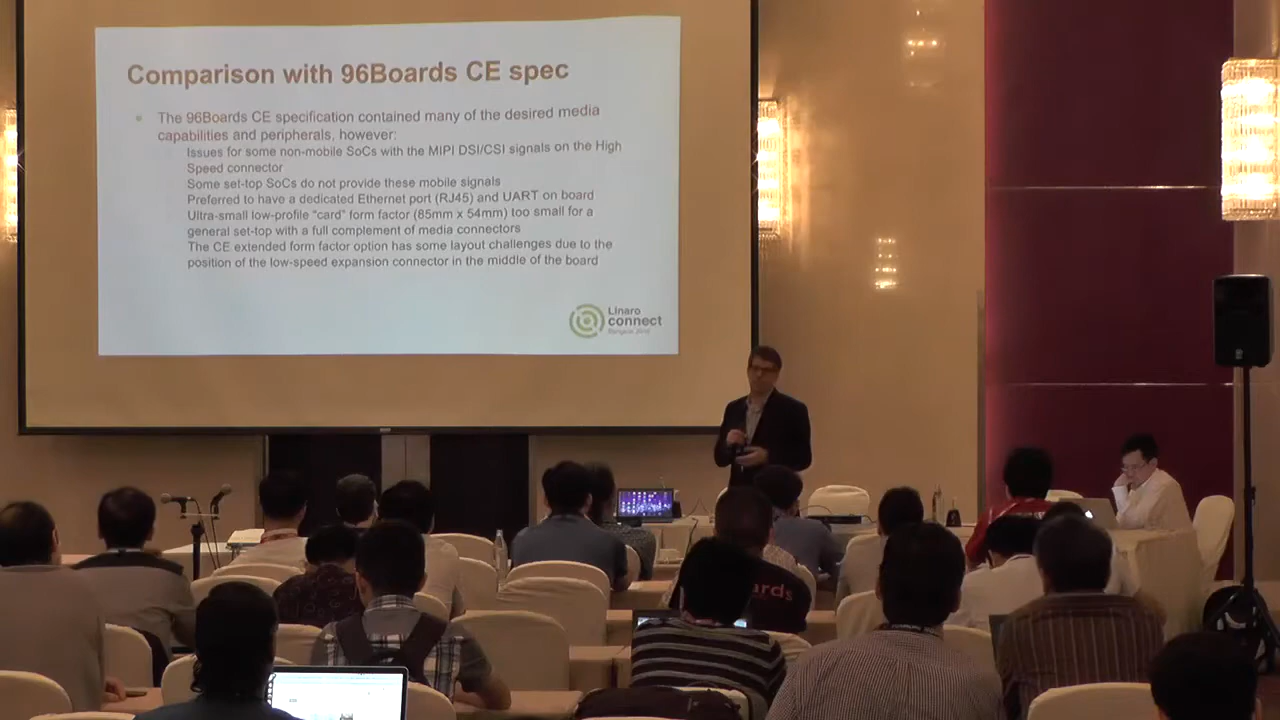 Comparison with 96Boards CE spec
The 96Boards CE specification contained many of the desired media
capabilities and peripherals, however:
Issues for some non-mobile SoCs with the MIPI DSI/CSI signals on the High
Speed connector
Some set-top SoCs do not provide these mobile signals
Preferred to have a dedicated Ethernet port (RJ45) and UART on board
Ultra-small low-profile "card" form factor (85mm x 54mm) too small for a
general set-top with a full complement of media connectors
The CE extended form factor option has some layout challenges due to the
position of the low-speed expansion connector in the middle of the board
Linaro
connect
Bangkok 2016
ards